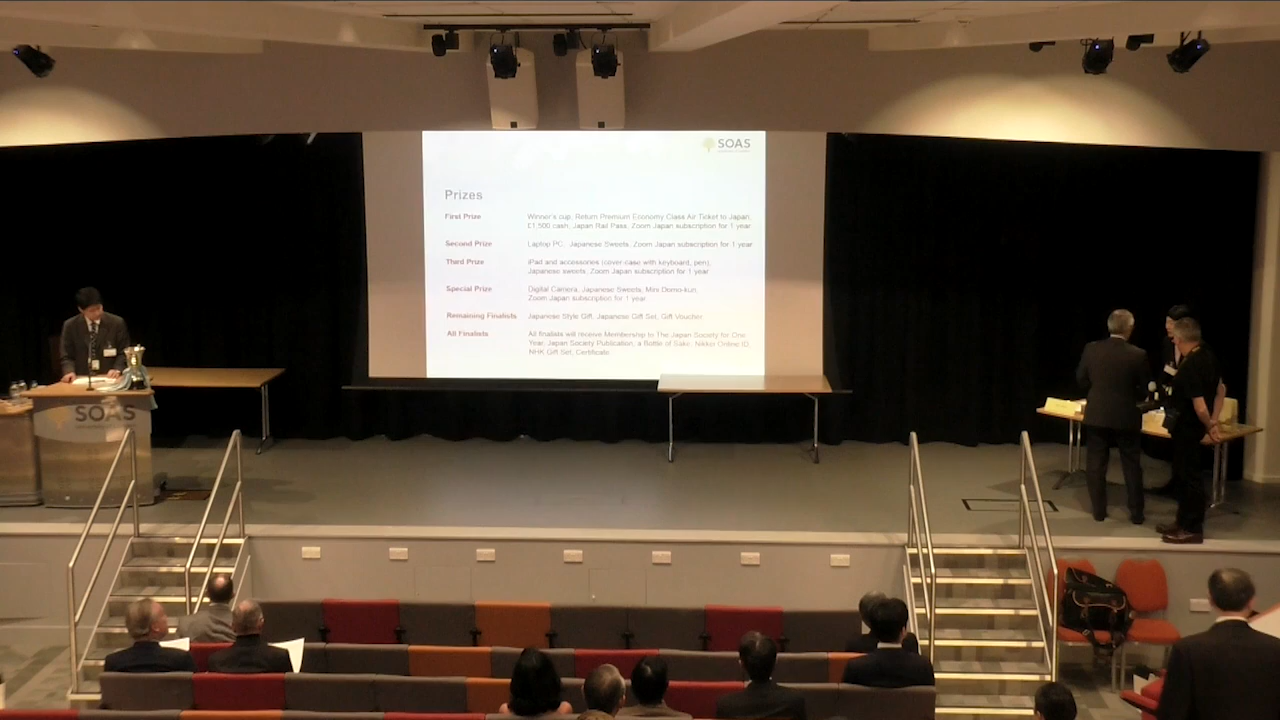 SOAS
Prizes
First Prize
Winner's cup, Return Premium Economy Class Air Ticket to Japan,
£1,500 cash, Japan Rail Pass, Zoom Japan subscription for 1 year
Second Prize
Laptop PC, Japanese Sweets, Zoom Japan subscription for 1 year
Third Prize
iPad and accessories (cover-case with keyboard, pen),
Japanese sweets, Zoom Japan subscription for 1 year
Special Prize
Digital Camera, Japanese Sweets, Mini Domo-kun,
Zoom Japan subscription for 1 year
Remaining Finalists
Japanese Style Gift, Japanese Gift Set, Gift Voucher
All Finalists
All finalists will receive Membership to The Japan Society for One
Year, Japan Society Publication, a Bottle of Sake, Nikkei Online ID,
NHK Gift Set, Certificate
SOAS